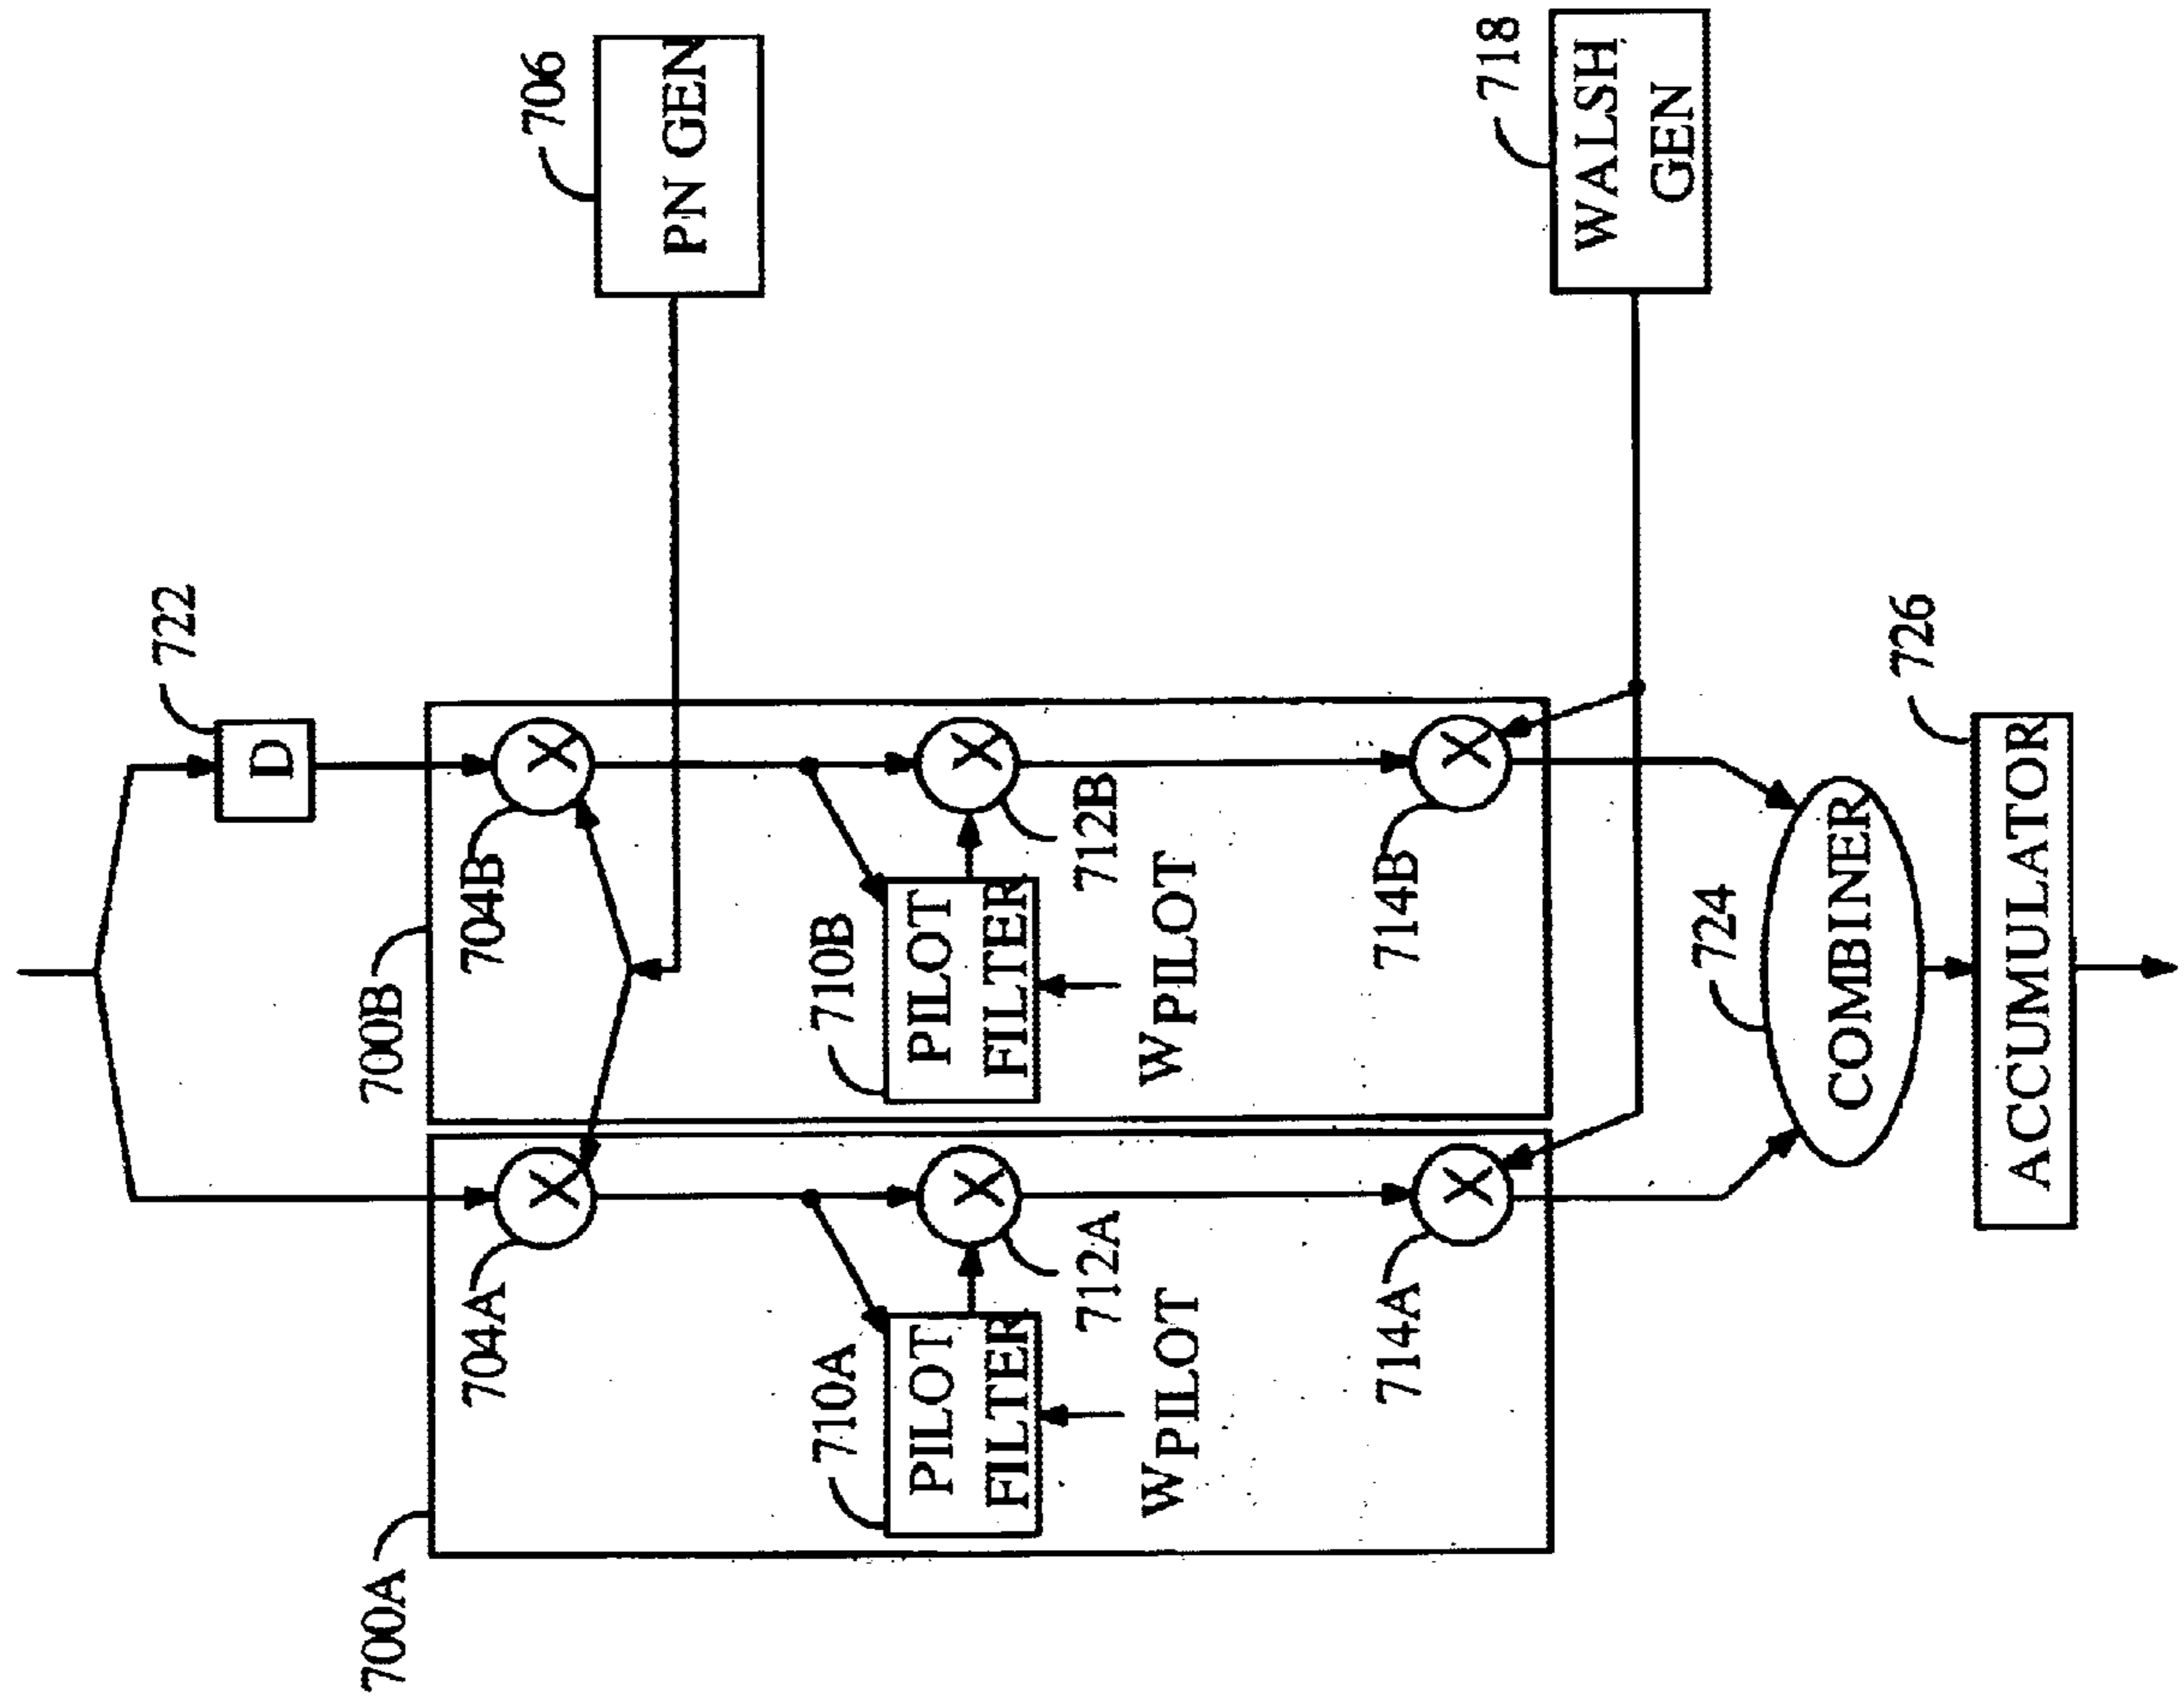 722
D
706
PN GEN
700B
704B
710B
PILOT
FILTER
712B
WPILOT
714B
700A
704A
710A
PILOT
FILTER
712A
WPILOT
714A
718
WALSH
GEN
724
COMBINER
726
ACCUMULATOR